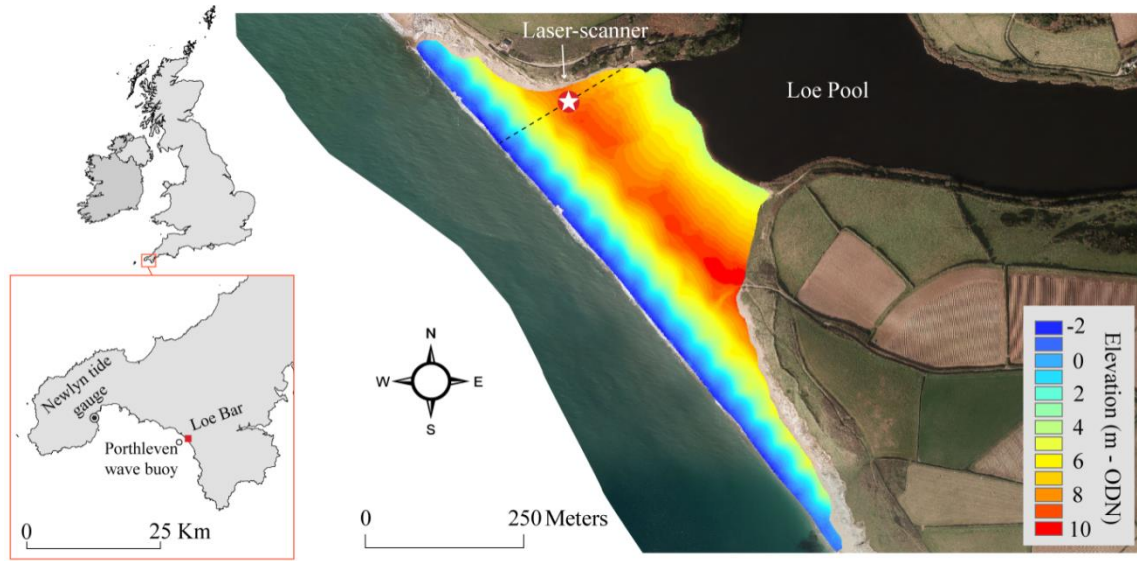 Laser-scanner
Loe Pool
N
W E
S
Newlyn tide
gauge
Loe Bar
Porthleven
wave buoy
0 25 Km
0 250 Meters
Elevation (m - ODN)
-2
0
2
4
6
8
10